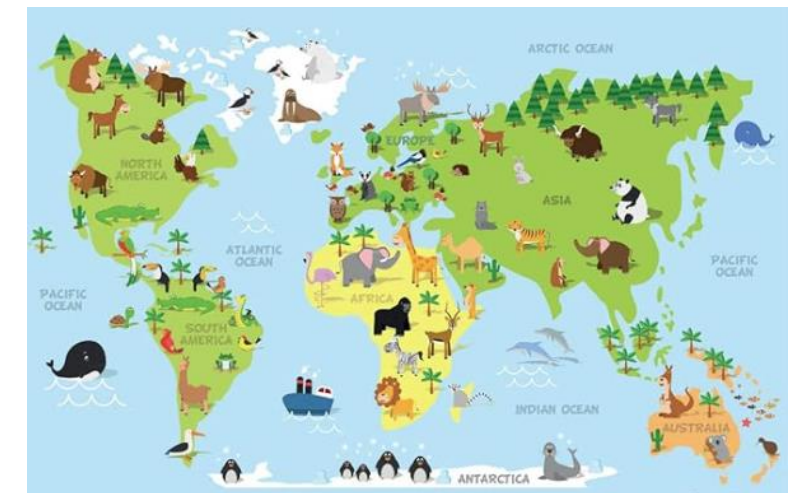 ARCTIC OCEAN
EUROPE
NORTH
AMERICA
ASIA
ATLANTIC
OCEAN
PACIFIC
OCEAN
PACIFIC
OCEAN
AFRICA
SOUTH
AMERICA
INDIAN OCEAN
AUSTRALIA
ANTARCTICA